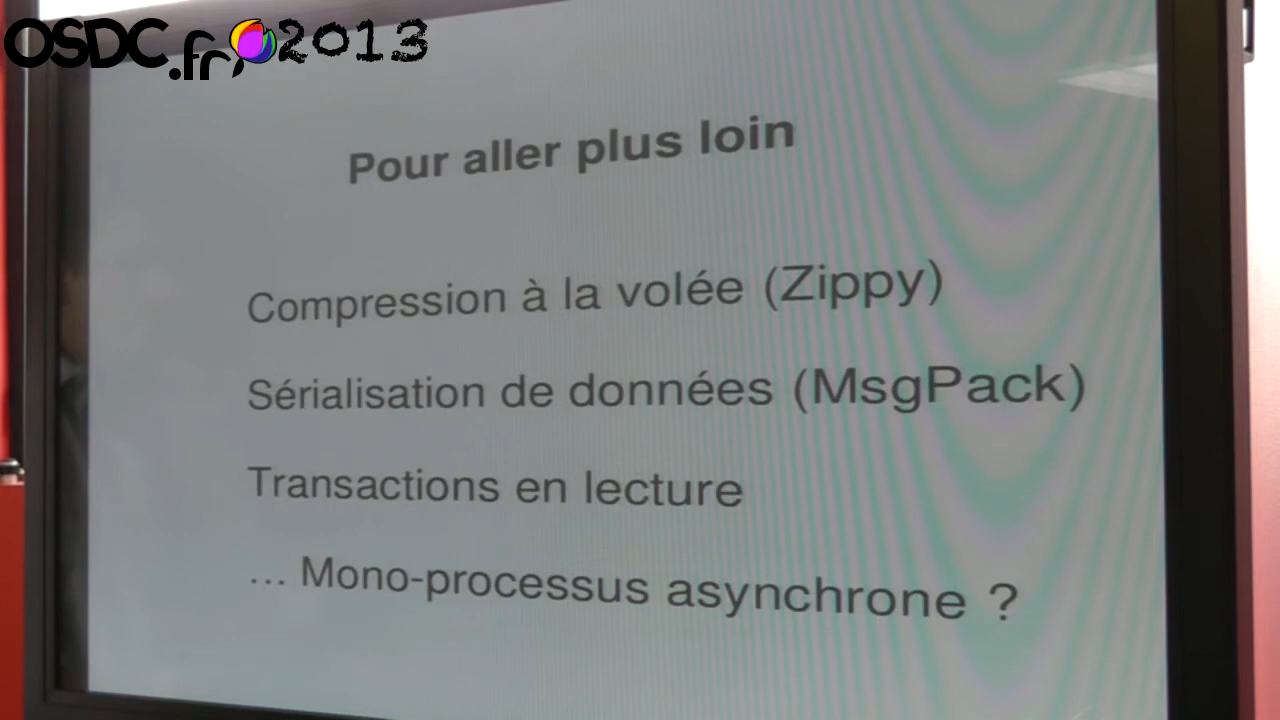 OSDC.fr 2013
Pour aller plus loin
Compression à la volée (Zippy)
Sérialisation de données (MsgPack)
Transactions en lecture
... Mono-processus asynchrone ?